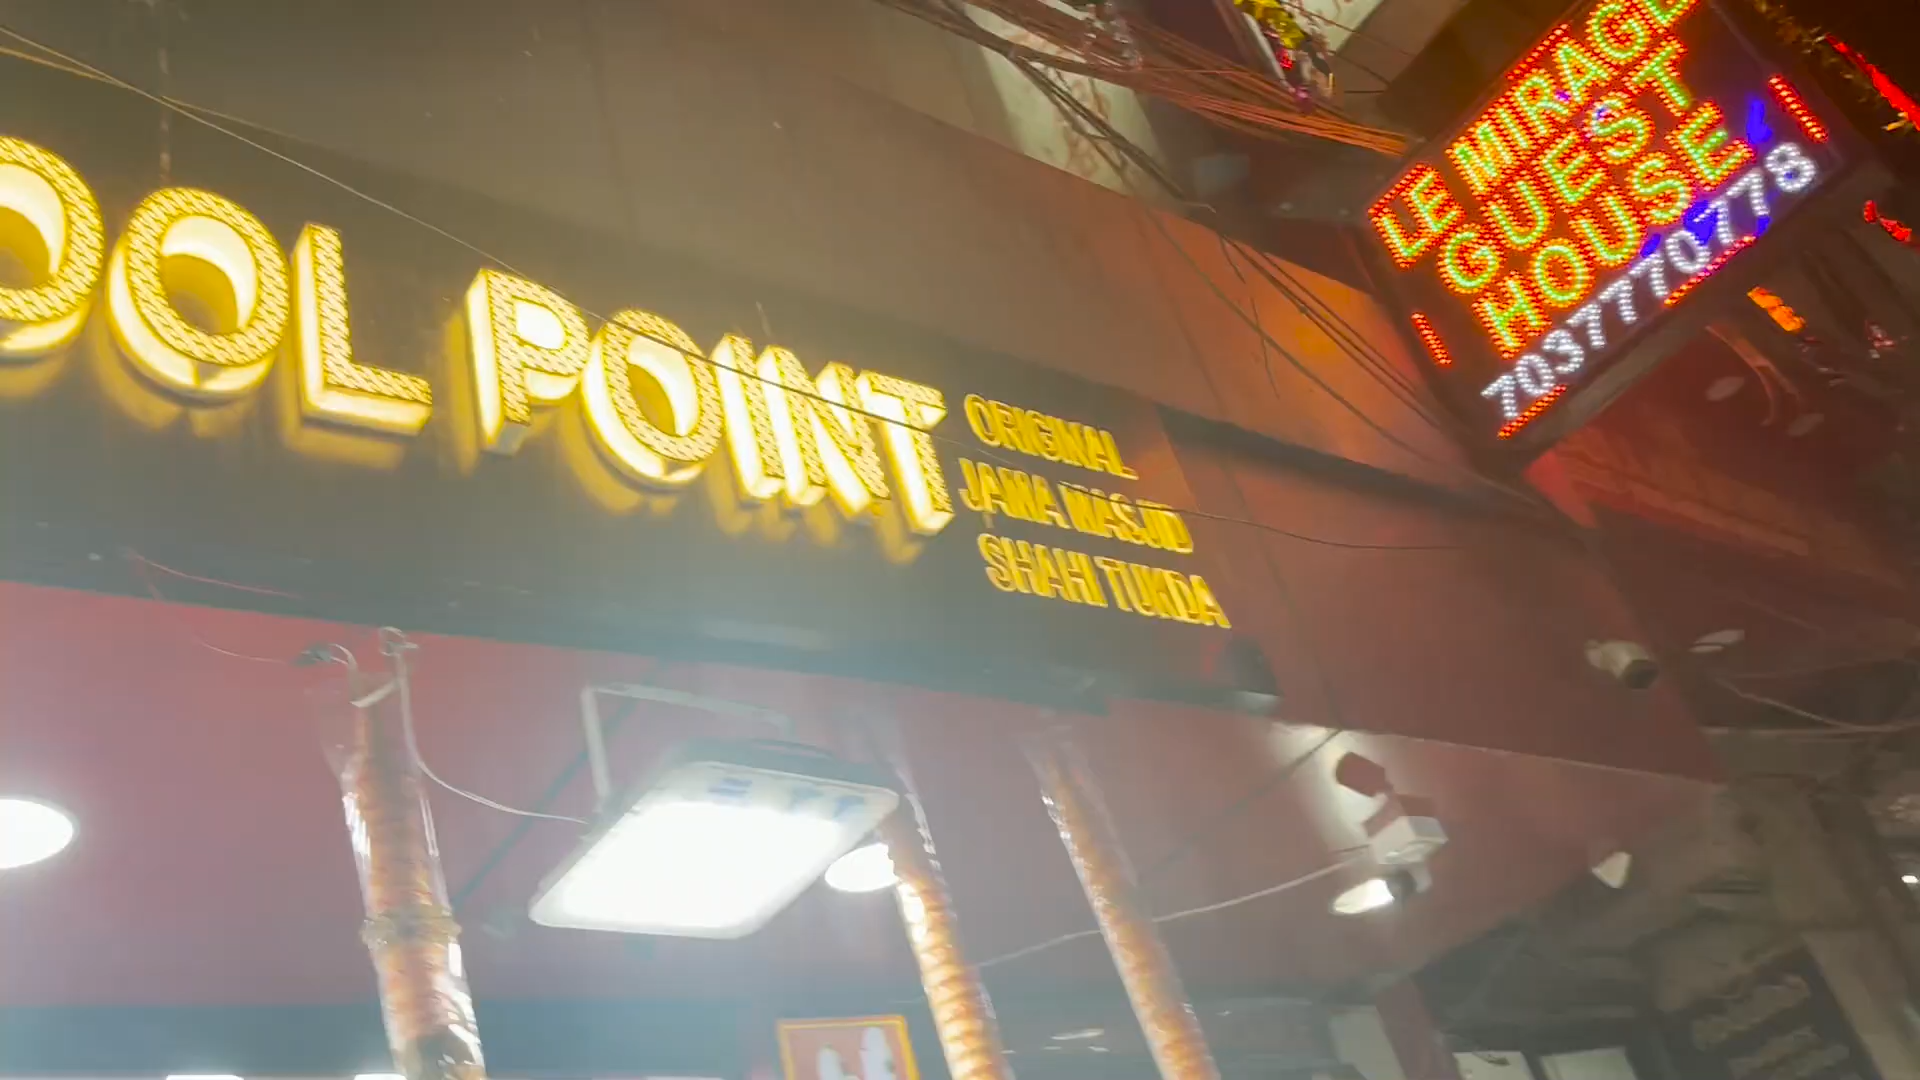 OOL POINT
ORIGINAL
JAMA MASJID
SHAHI TUKDA
LE MIRAGE
GUEST
HOUSE
7037770778